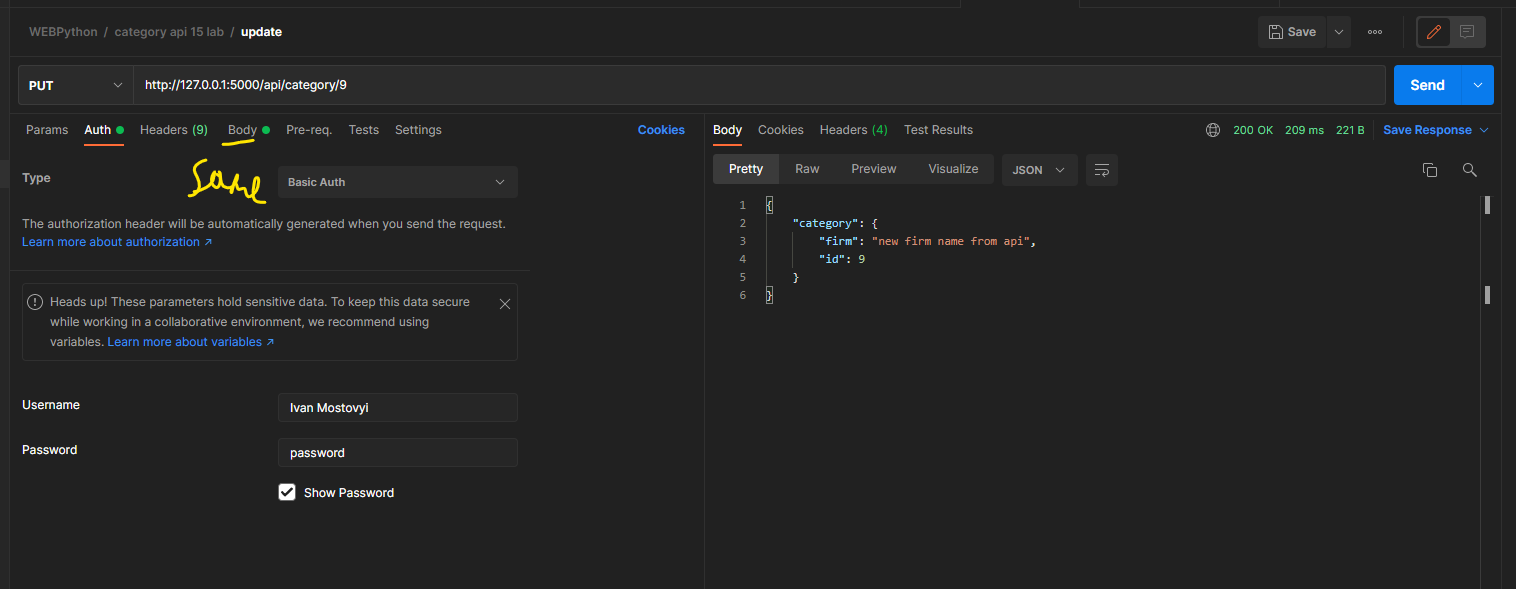 WEBPython / category api 15 lab / update
Save
PUT
http://127.0.0.1:5000/api/category/9
Send
Params Auth Headers (9) Body Pre-req. Tests Settings Cookies
Same
Type
Basic Auth
The authorization header will be automatically generated when you send the request.
Learn more about authorization ↗
Heads up! These parameters hold sensitive data. To keep this data secure
while working in a collaborative environment, we recommend using
variables. Learn more about variables ↗
Username
Ivan Mostovyi
Password
password
Show Password
Body Cookies Headers (4) Test Results
200 OK 209 ms 221 B Save Response
Pretty Raw Preview Visualize JSON
1 {
2 "category": {
3 "firm": "new firm name from api",
4 "id": 9
5 }
6 }